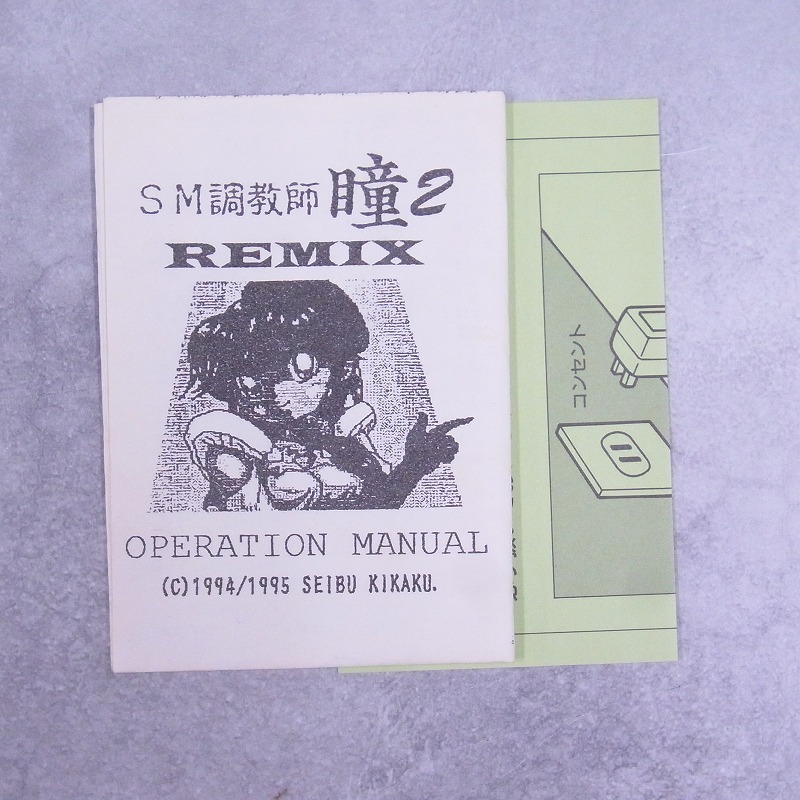 SM調教師 瞳2
REMIX
OPERATION MANUAL
(C)1994/1995 SEIBU KIKAKU.
コンセント